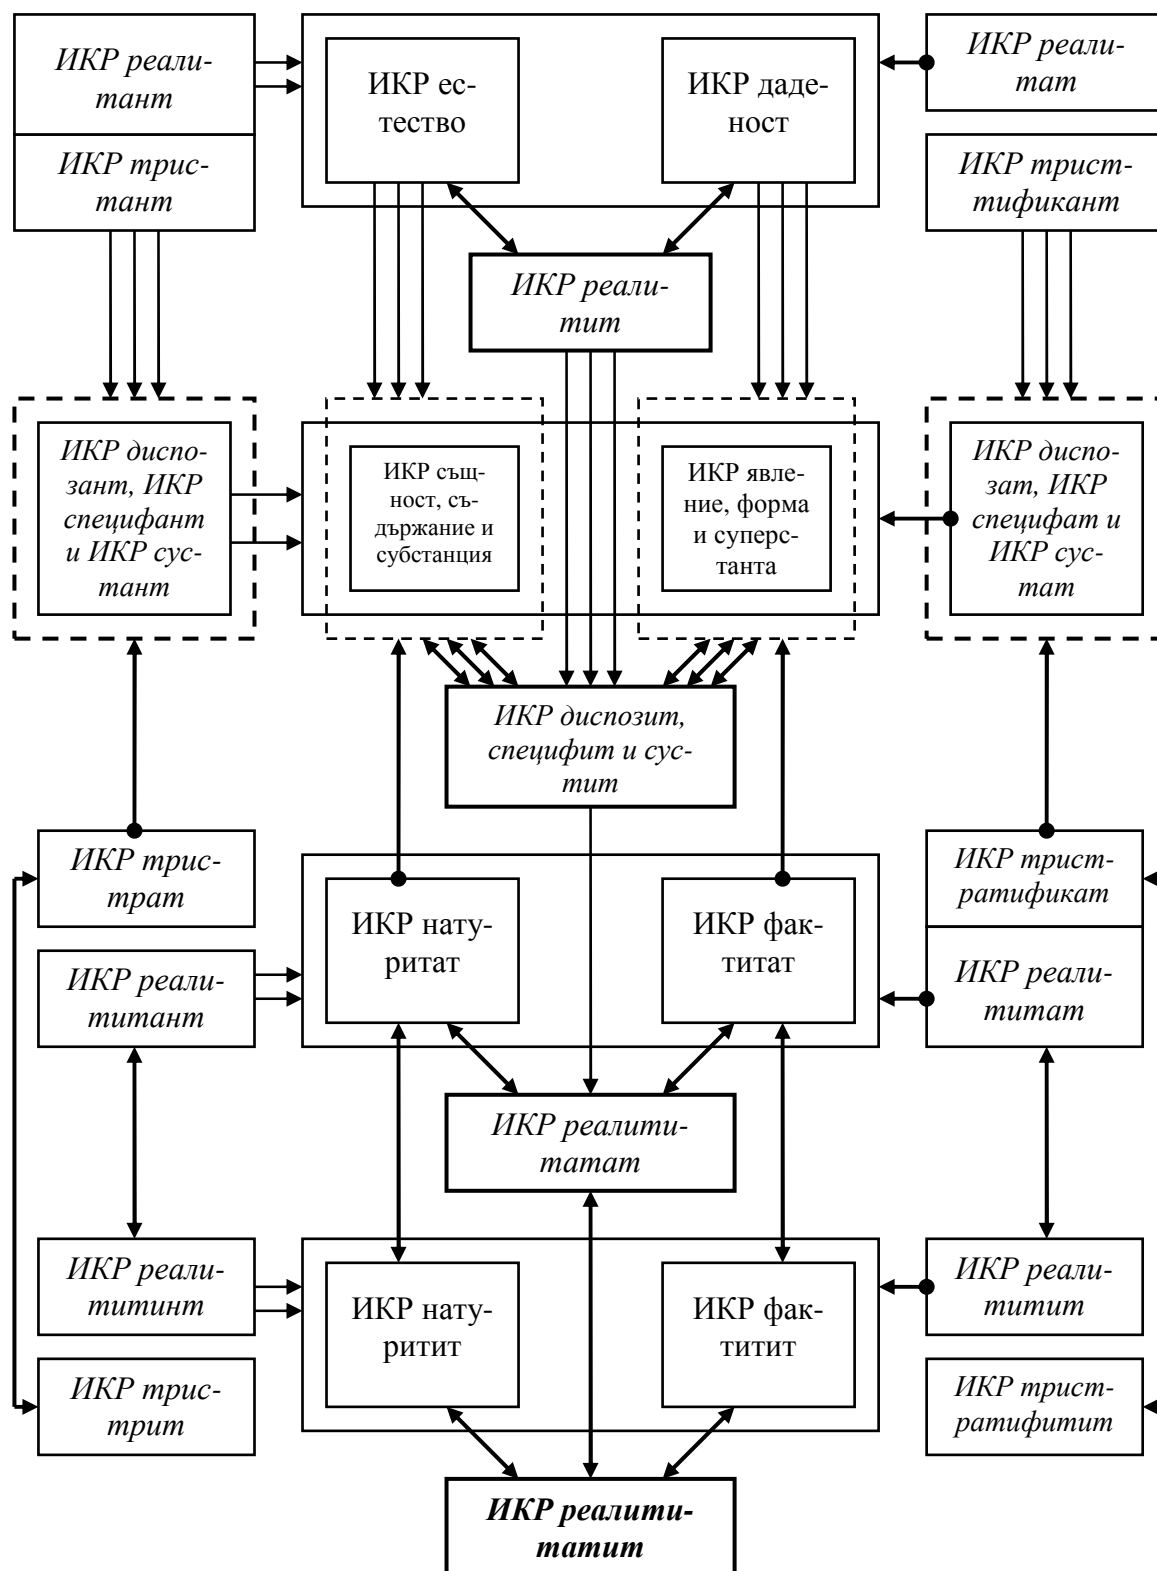 ИКР реали-
тант
ИКР ес-
тество
ИКР даде-
ност
ИКР реали-
тат
ИКР трис-
тант
ИКР трист-
тификант
ИКР реали-
тит
ИКР диспо-
зант, ИКР
специфант
и ИКР сус-
тант
ИКР същ-
ност, съ-
държание и
субстанция
ИКР явле-
ние, форма
и суперс-
танта
ИКР диспо-
зат, ИКР
специфат и
ИКР сус-
тат
ИКР диспозит,
специфит и сус-
тит
ИКР трис-
трат
ИКР нату-
ритат
ИКР фак-
титат
ИКР трист-
ратификат
ИКР реали-
титант
ИКР реали-
титат
ИКР реалити-
татат
ИКР реали-
титинт
ИКР нату-
ритит
ИКР фак-
титит
ИКР реали-
титит
ИКР трис-
трит
ИКР трист-
ратифитит
ИКР реалити-
татит